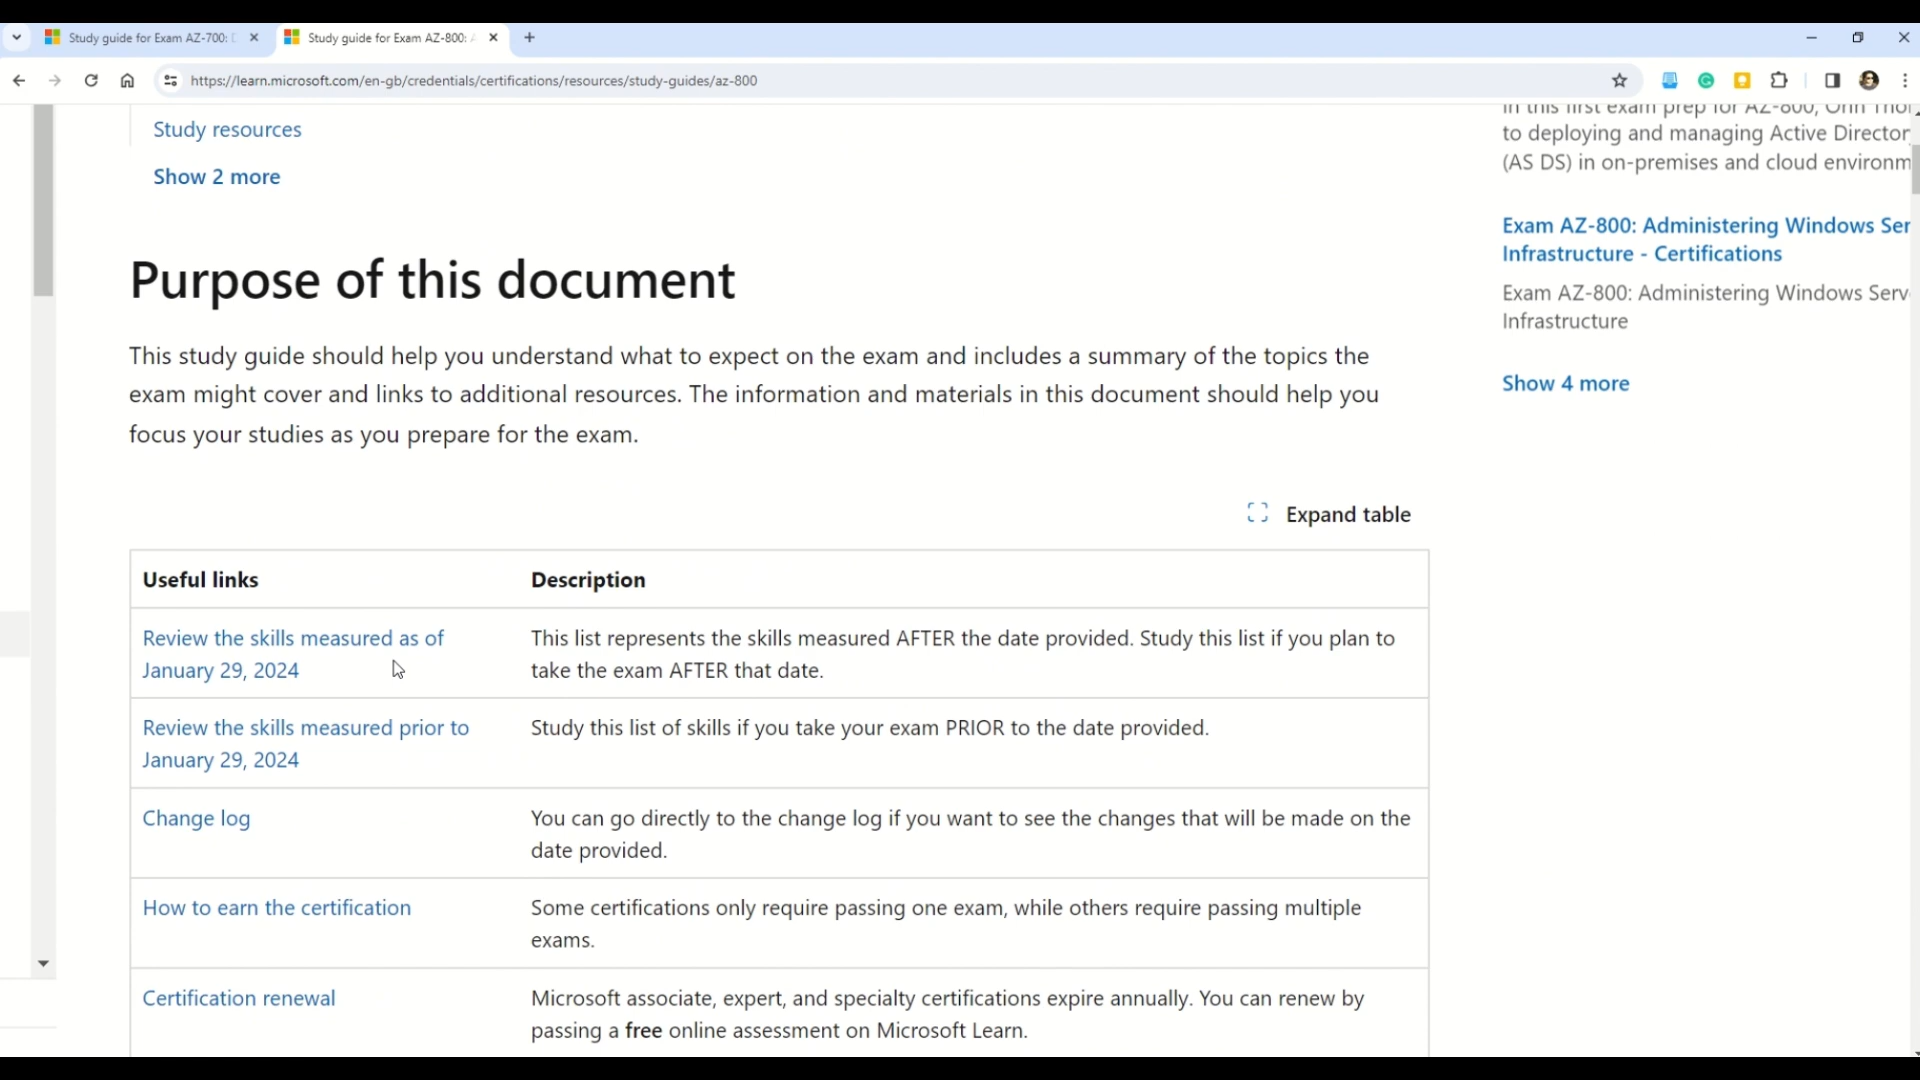 Study guide for Exam AZ-700:
Study guide for Exam AZ-800:
https://learn.microsoft.com/en-gb/credentials/certifications/resources/study-guides/az-800
Study resources
Show 2 more
Purpose of this document
This study guide should help you understand what to expect on the exam and includes a summary of the topics the
exam might cover and links to additional resources. The information and materials in this document should help you
focus your studies as you prepare for the exam.
Expand table
Useful links
Description
Review the skills measured as of
January 29, 2024
This list represents the skills measured AFTER the date provided. Study this list if you plan to
take the exam AFTER that date.
Review the skills measured prior to
January 29, 2024
Study this list of skills if you take your exam PRIOR to the date provided.
Change log
You can go directly to the change log if you want to see the changes that will be made on the
date provided.
How to earn the certification
Some certifications only require passing one exam, while others require passing multiple
exams.
Certification renewal
Microsoft associate, expert, and specialty certifications expire annually. You can renew by
passing a free online assessment on Microsoft Learn.
In this first exam prep for AZ-800, Orin Thor
to deploying and managing Active Director
(AS DS) in on-premises and cloud environm
Exam AZ-800: Administering Windows Ser
Infrastructure - Certifications
Exam AZ-800: Administering Windows Serv
Infrastructure
Show 4 more